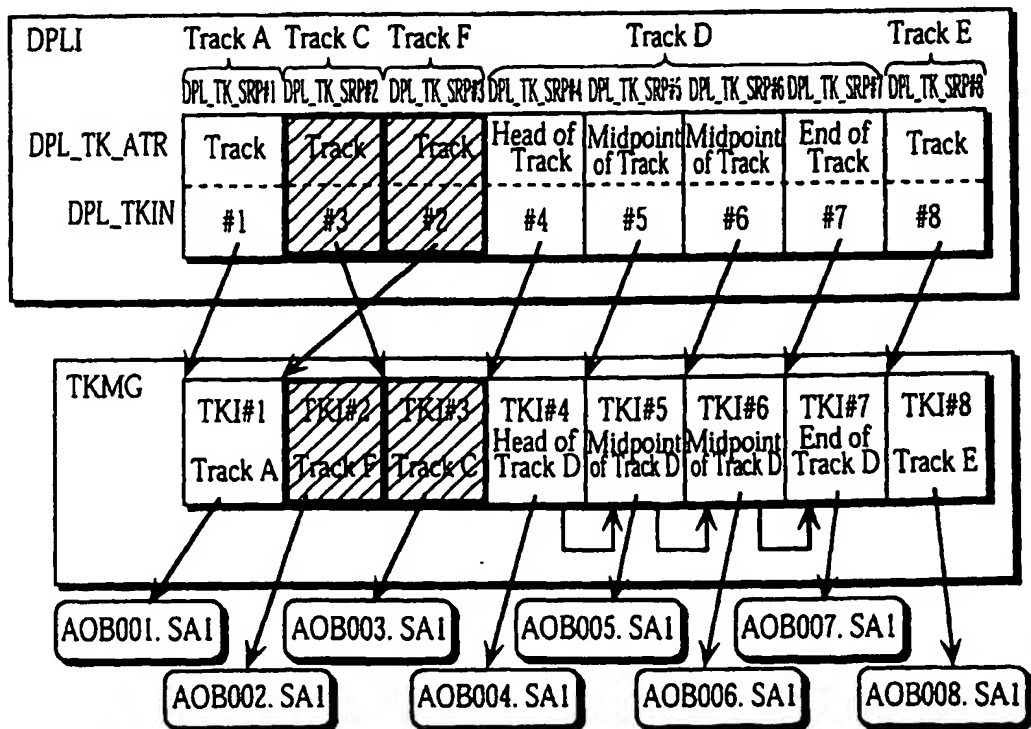 DPLI
Track A Track C Track F Track D Track E
DPL_TK_SRP#1 DPL_TK_SRP#2 DPL_TK_SRP#3 DPL_TK_SRP#4 DPL_TK_SRP#5 DPL_TK_SRP#6 DPL_TK_SRP#7 DPL_TK_SRP#8
DPL_TK_ATR
Track Track Track Head of Track Midpoint of Track Midpoint of Track End of Track Track
DPL_TKIN
#1 #3 #2 #4 #5 #6 #7 #8
TKMG
TKI#1 TKI#2 TKI#3 TKI#4 TKI#5 TKI#6 TKI#7 TKI#8
Track A Track F Track C Head of Track D Midpoint of Track D Midpoint of Track D End of Track D Track E
AOB001. SA1 AOB003. SA1 AOB005. SA1 AOB007. SA1
AOB002. SA1 AOB004. SA1 AOB006. SA1 AOB008. SA1